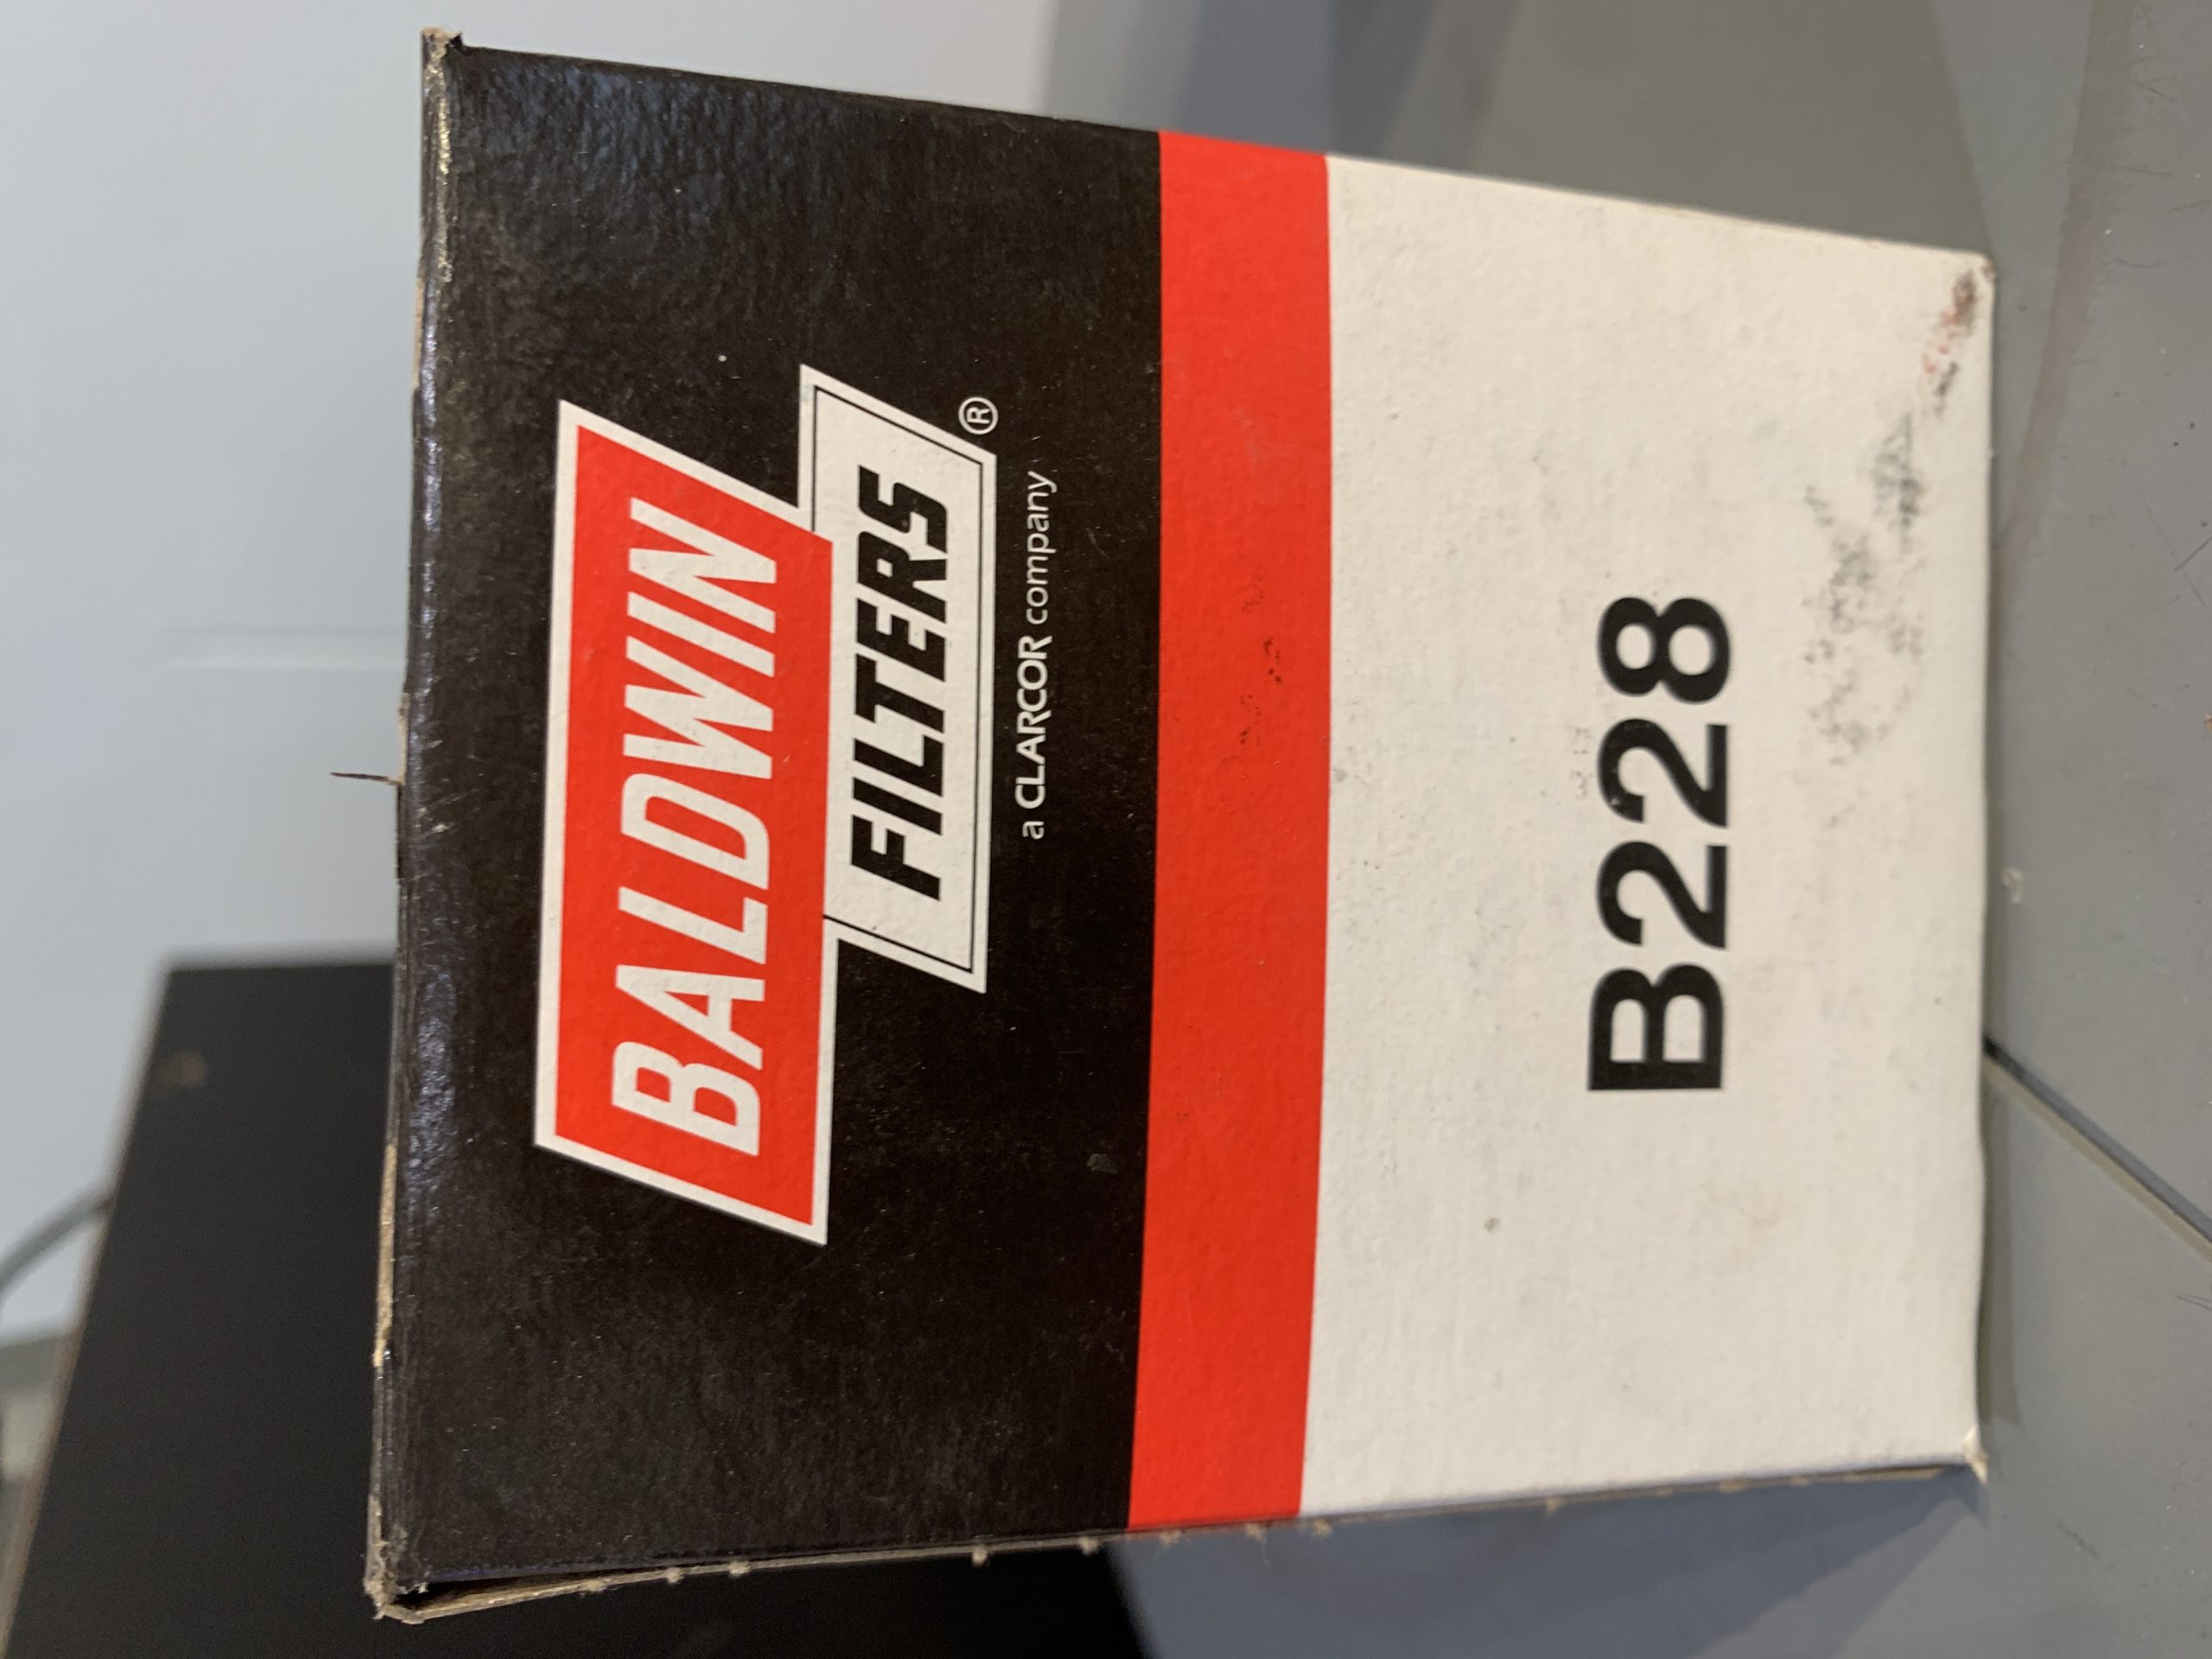 BALDWIN
FILTERS®
a CLARCOR company
B228